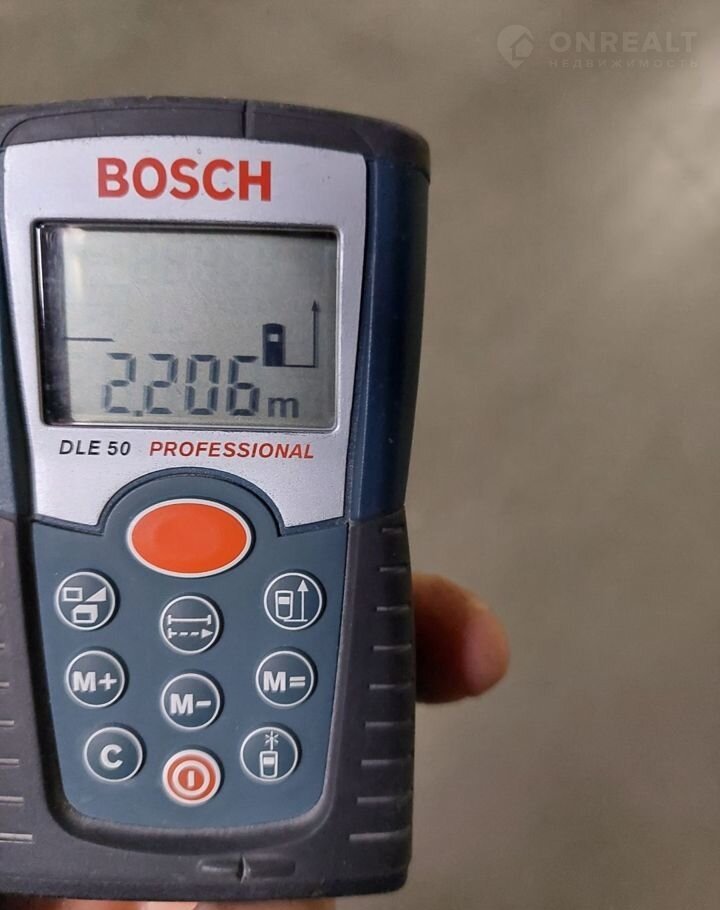 ONREALT
НЕДВИЖИМОСТЬ
BOSCH
2.206 m
DLE 50 PROFESSIONAL
M+
M-
M=
C